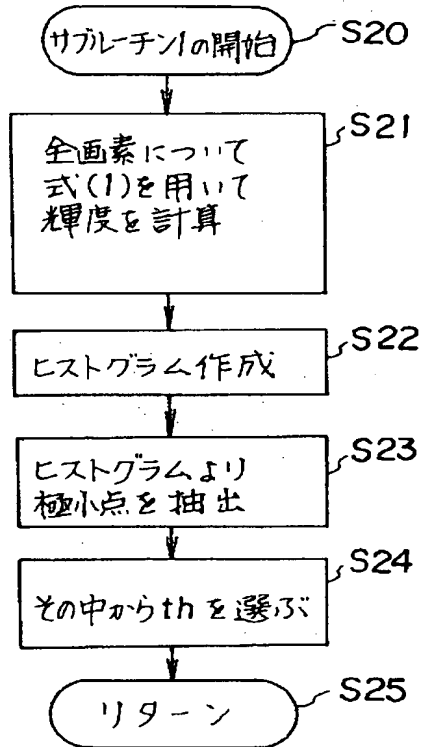 サブルーチン1の開始
S20
S21
全画素について
式(1)を用いて
輝度を計算
S22
ヒストグラム作成
S23
ヒストグラムより
極小点を抽出
S24
その中からthを選ぶ
S25
リターン